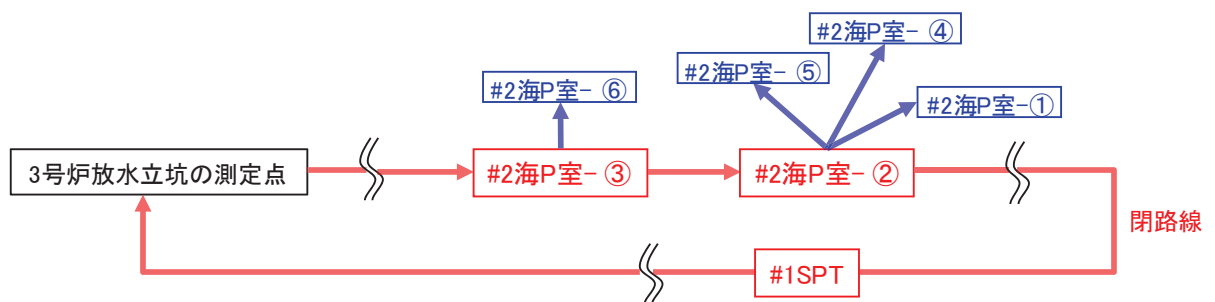 #2海P室- ④
#2海P室- ⑤
#2海P室- ⑥
#2海P室-①
3号炉放水立坑の測定点
#2海P室- ③
#2海P室- ②
閉路線
#1SPT